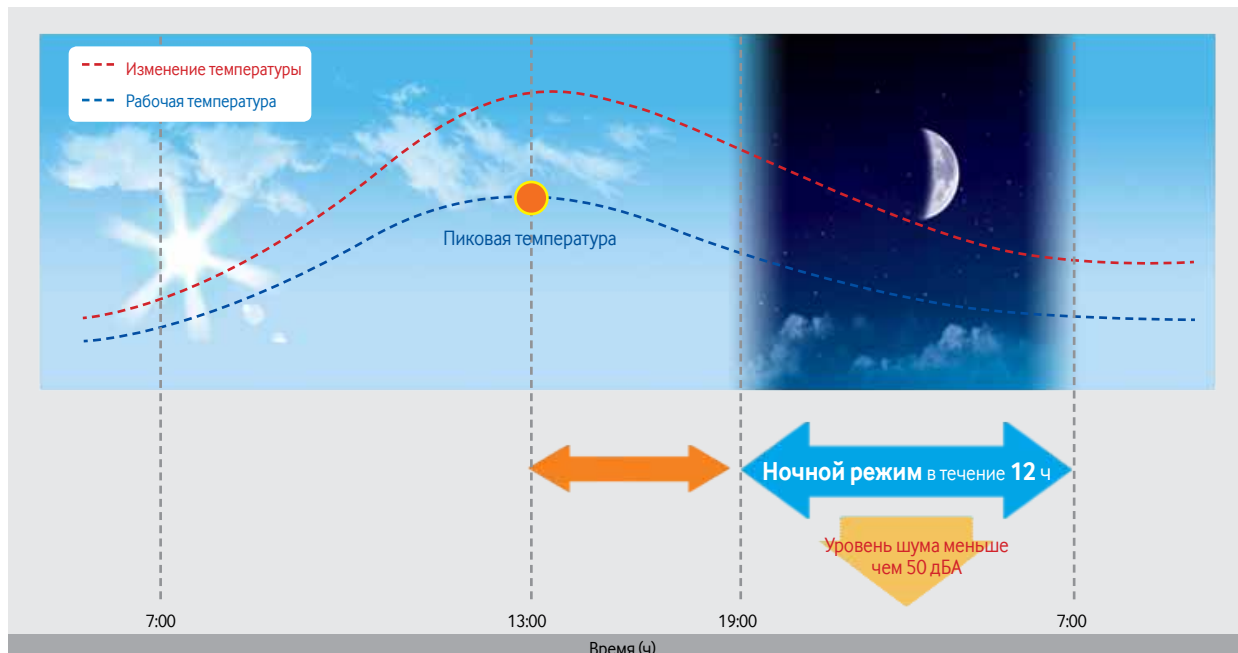 Изменение температуры
Рабочая температура
Пиковая температура
Ночной режим в течение 12 ч
Уровень шума меньше
чем 50 дБА
7:00
13:00
19:00
7:00
Время (ч)